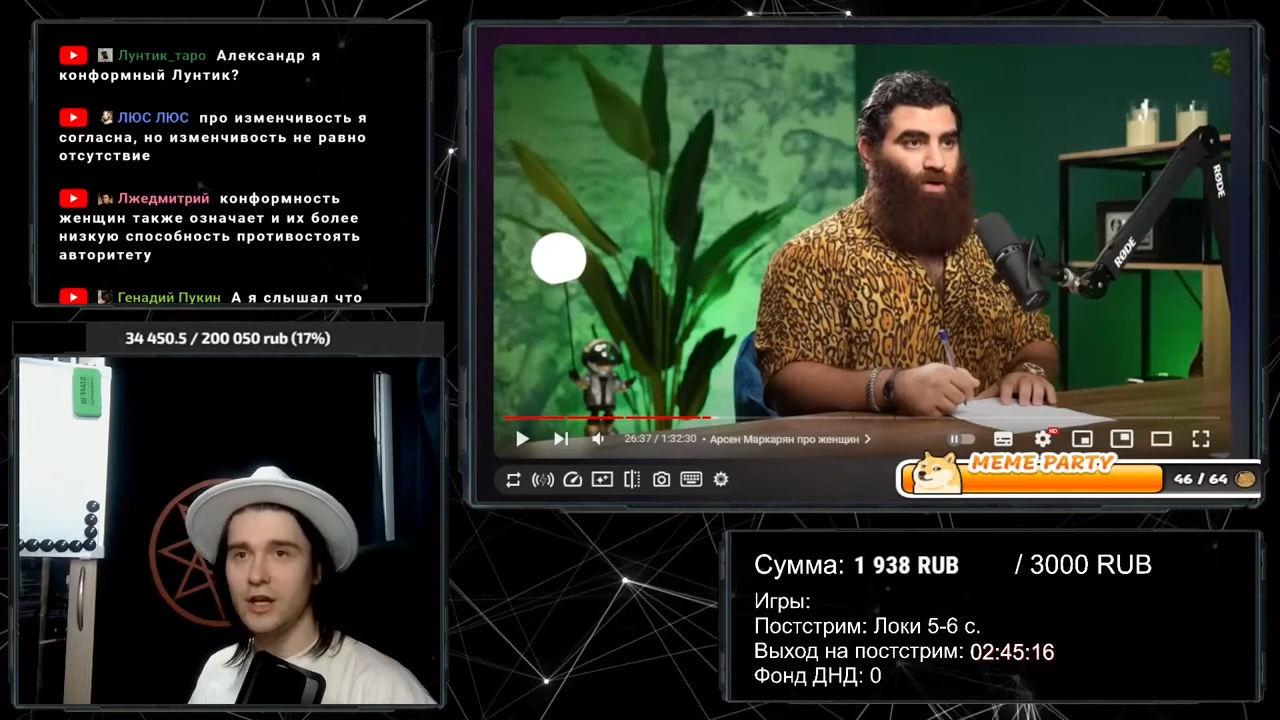 Лунтик_таро Александр я
конформный Лунтик?
ЛЮС ЛЮС про изменчивость я
согласна, но изменчивость не равно
отсутствие
Лжедмитрий конформность
женщин также означает и их более
низкую способность противостоять
авторитету
Генадий Пукин А я слышал что
34 450.5 / 200 050 rub (17%)
RØDE
RØDE
26:37 / 1:32:30 • Арсен Маркарян про женщин
HD
MEME PARTY
46 / 64
Сумма: 1 938 RUB / 3000 RUB
Игры:
Постстрим: Локи 5-6 с.
Выход на постстрим: 02:45:16
Фонд ДНД: 0